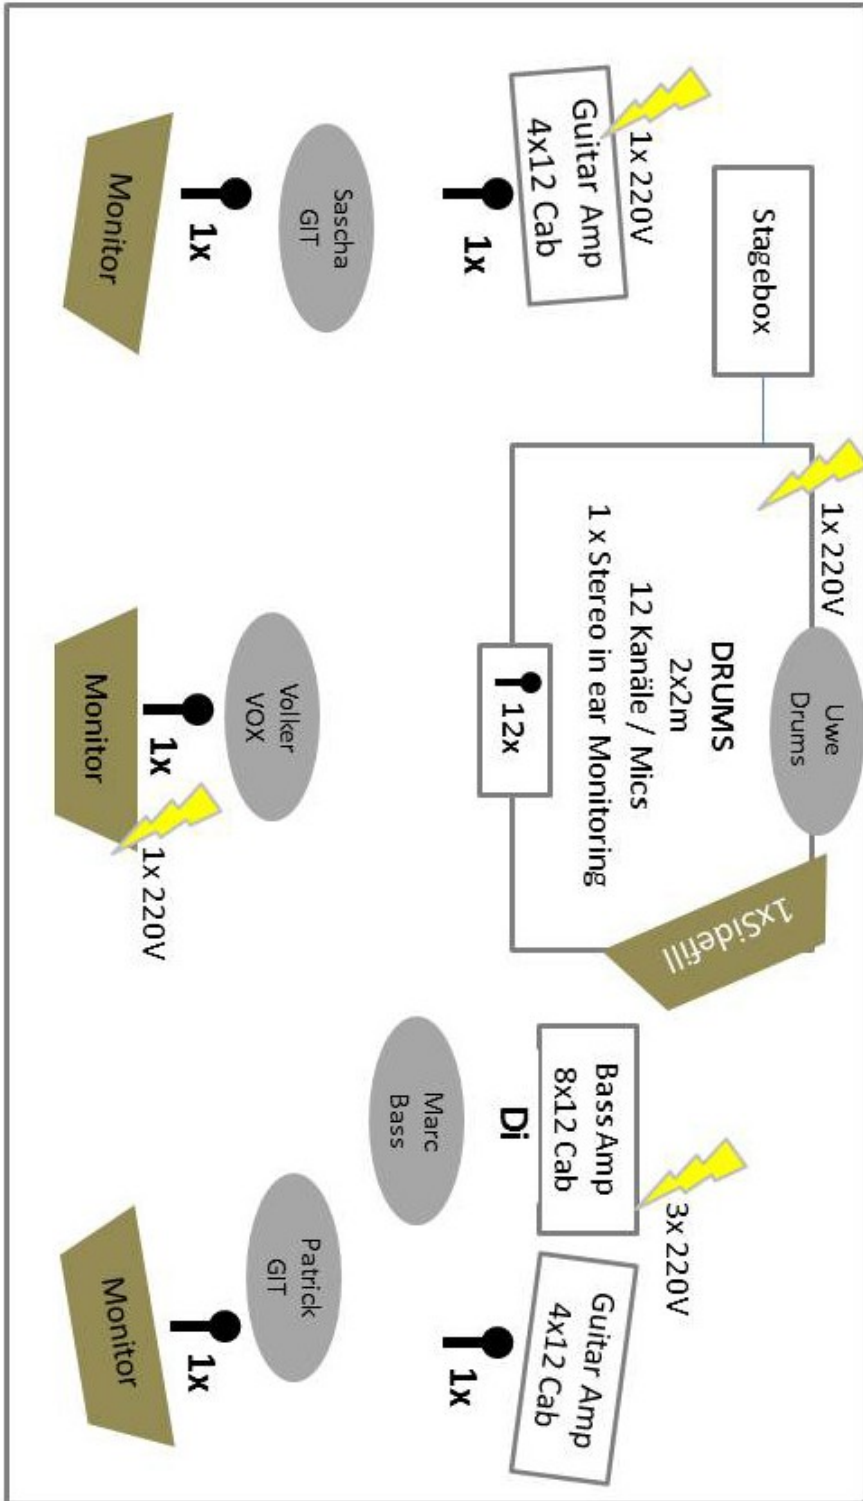 1x 220V
Stagebox
Uwe
Drums
1x 220V
Guitar Amp
4x12 Cab
DRUMS
2x2m
12 Kanäle / Mics
1 x Stereo in ear Monitoring
1xSidefill
3x 220V
Bass Amp
8x12 Cab
Guitar Amp
4x12 Cab
1x
12x
Di
1x
Sascha
GIT
Volker
VOX
Marc
Bass
Patrick
GIT
1x
1x
1x 220V
1x
Monitor
Monitor
Monitor